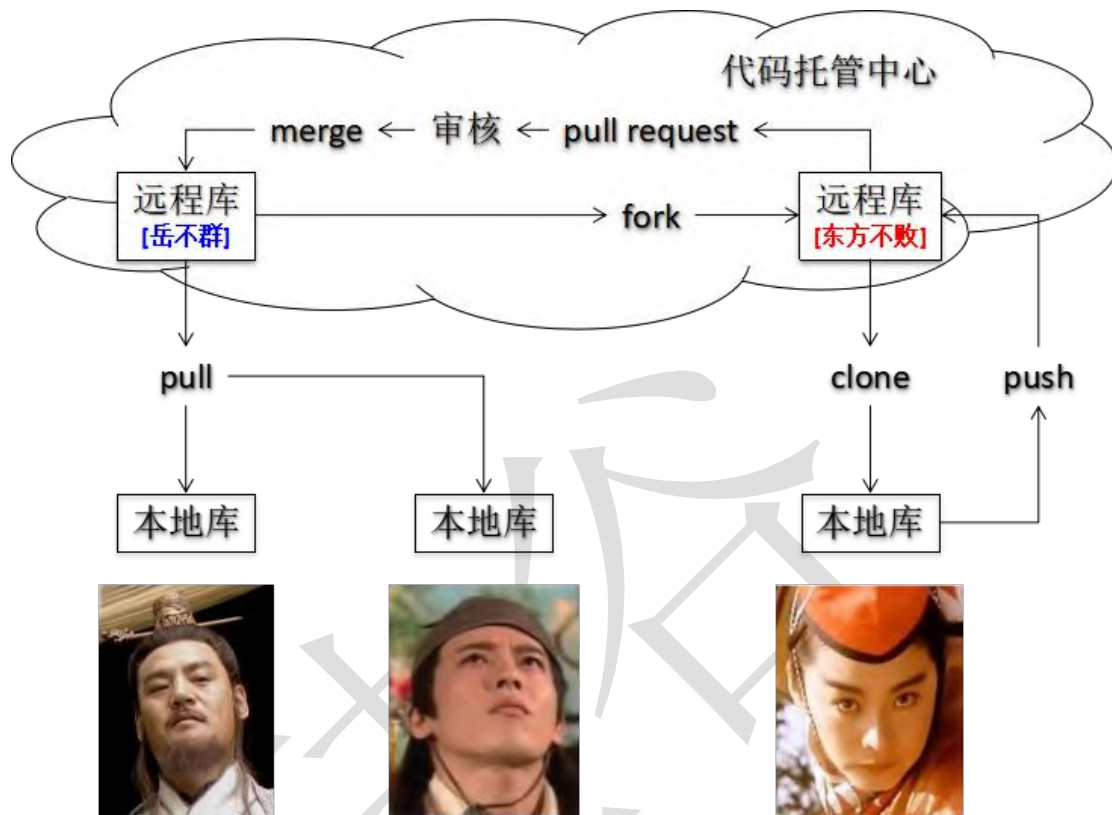 代码托管中心
merge
审核
pull request
远程库
[岳不群]
fork
远程库
[东方不败]
pull
clone
push
本地库
本地库
本地库